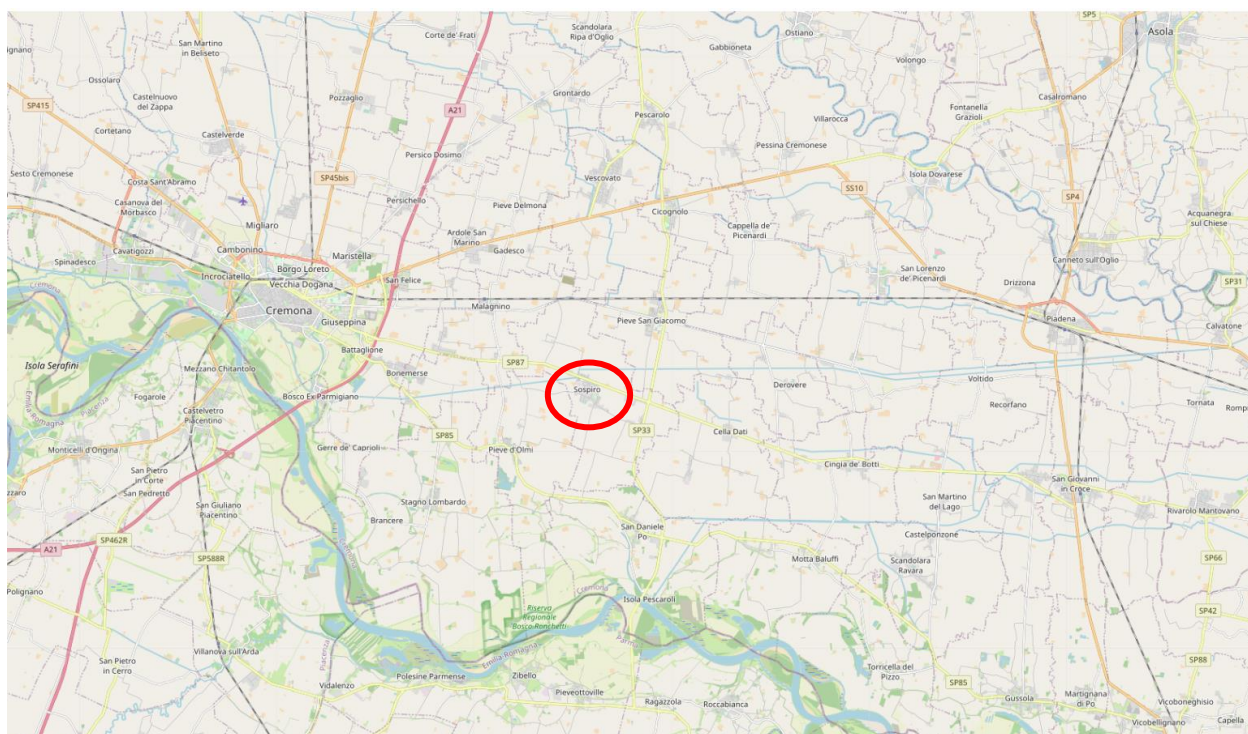 SP5
Scandolara
Ripa d'Oglio
Ostiano
Corte de' Frati
Asola
San Martino
in Beliseto
Gabbioneta
Volongo
Ossolaro
Castelnuovo
del Zappa
Pozzaglio
Grontardo
Casalromano
SP415
A21
Fontanella
Grazioli
Pescarolo
Villarocca
Cortetano
Castelverde
Persico Dosimo
Pessina Cremonese
Sesto Cremonese
Costa Sant'Abramo
SP45bis
Vescovato
Isola Dovarese
SS10
SP4
Casanova del
Morbasco
Persichello
Pieve Delmona
Cicognolo
Acquanegra
sul Chiese
Migliaro
Ardole San
Marino
Cappella de'
Picenardi
Cavatigozzi
Cambonino
Maristella
Gadesco
Spinadesco
Canneto sull'Oglio
Incrociatello
Borgo Loreto
San Felice
San Lorenzo
de' Picenardi
Drizzona
SP31
Vecchia Dogana
Cremona
Cremona
Malagnino
Giuseppina
Pieve San Giacomo
Piadena
Calvatone
Battaglione
Isola Serafini
Mezzano Chitantolo
Bonemerse
SP87
Sospiro
Derovere
Voltido
Emilia Romagna
Piacenza
Fogarole
Bosco Ex Parmigiano
Recorfano
Tornata
Castelvetro
Piacentino
SP85
SP33
Cella Dati
Monticelli d'Ongina
Gerre de' Caprioli
Pieve d'Olmi
Cingia de' Botti
San Pietro
in Corte
San Pedretto
San Giovanni
in Croce
San Giuliano
Piacentino
Stagno Lombardo
San Martino
del Lago
Rivarolo Mantovano
Brancere
San Daniele
Po
Castelponzone
SP462R
A21
SP588R
Cremona
Motta Baluffi
Scandolara
Ravara
SP66
Cremona
Isola Pescaroli
Riserva
Regionale
Bosco Ronchetti
SP42
Emilia Romagna
Piacenza
Villanova sull'Arda
San Pietro
in Cerro
Polesine Parmense
Zibello
Torricella del
Pizzo
SP88
Vidalenzo
Pieveottoville
Ragazzola
Roccabianca
SP85
Gussola
Martignana
di Po
Vicoboneghisio
Vicobellignano
Capella